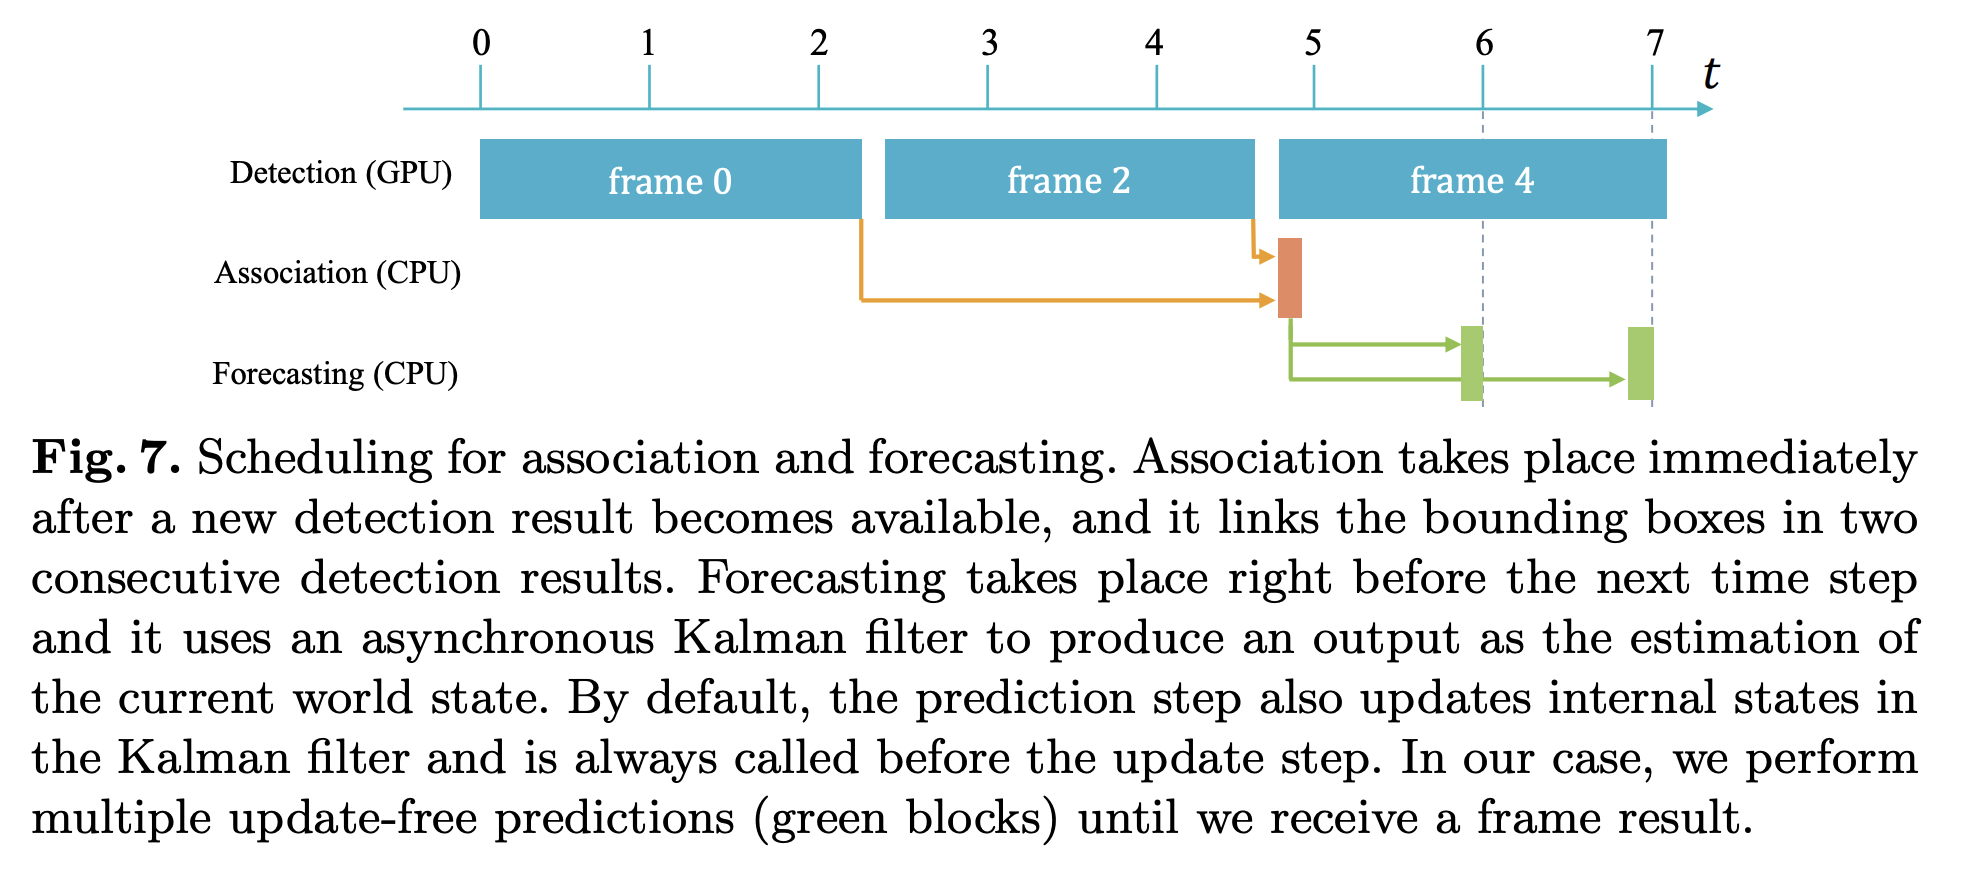 0 1 2 3 4 5 6 7
t
Detection (GPU) frame 0 frame 2 frame 4
Association (CPU)
Forecasting (CPU)
Fig. 7. Scheduling for association and forecasting. Association takes place immediately
after a new detection result becomes available, and it links the bounding boxes in two
consecutive detection results. Forecasting takes place right before the next time step
and it uses an asynchronous Kalman filter to produce an output as the estimation of
the current world state. By default, the prediction step also updates internal states in
the Kalman filter and is always called before the update step. In our case, we perform
multiple update-free predictions (green blocks) until we receive a frame result.